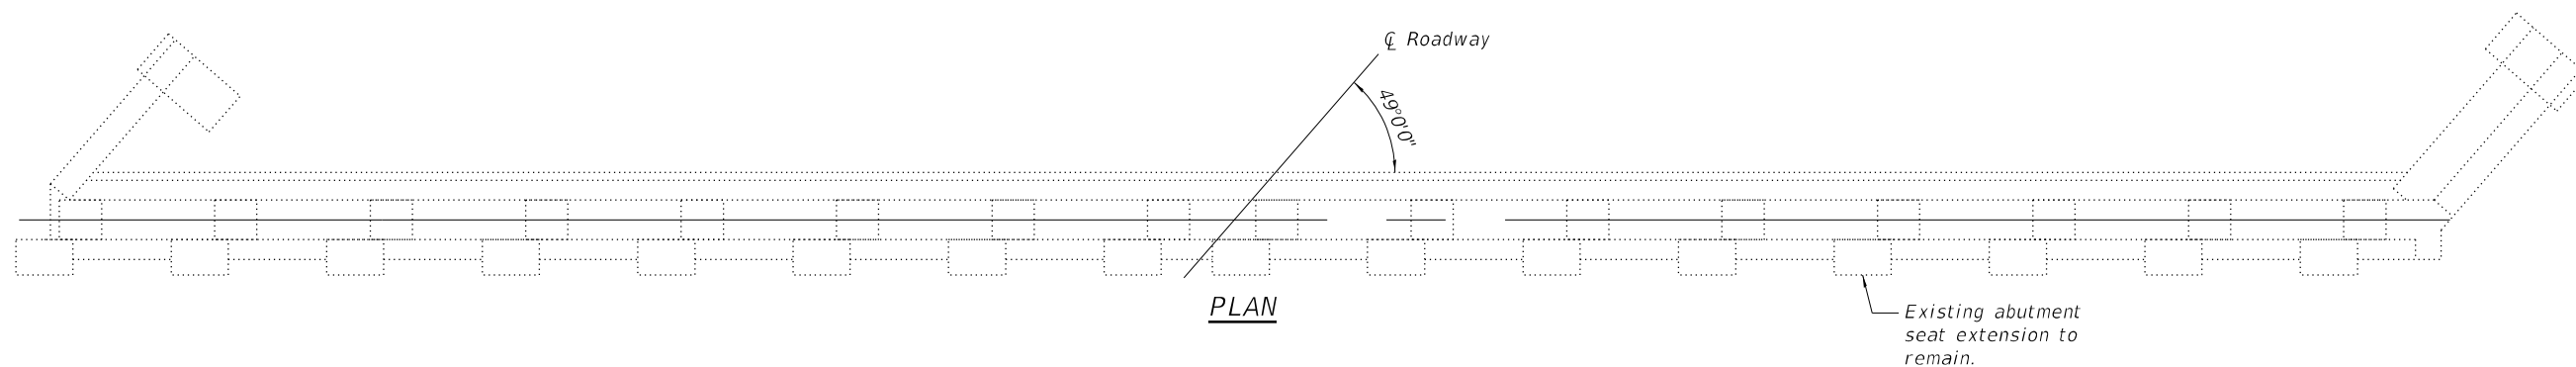 ℄ Roadway
49°0'0"
PLAN
Existing abutment
seat extension to
remain.